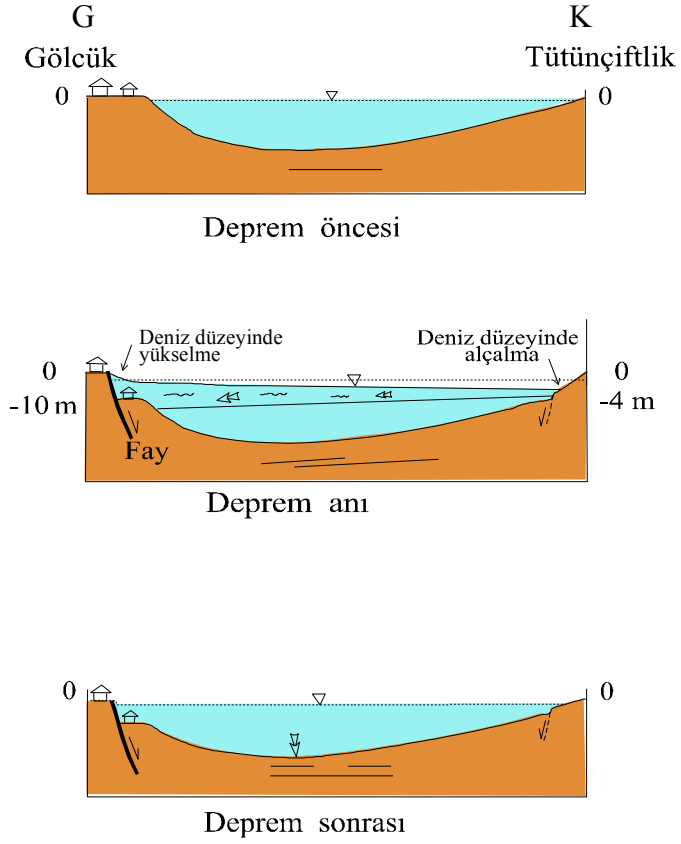 G K
Gölcük Tütünçiftlik
0 0
Deprem öncesi
Deniz düzeyinde
yükselme
Deniz düzeyinde
alçalma
0 0
-10 m -4 m
Fay
Deprem anı
0 0
Deprem sonrası